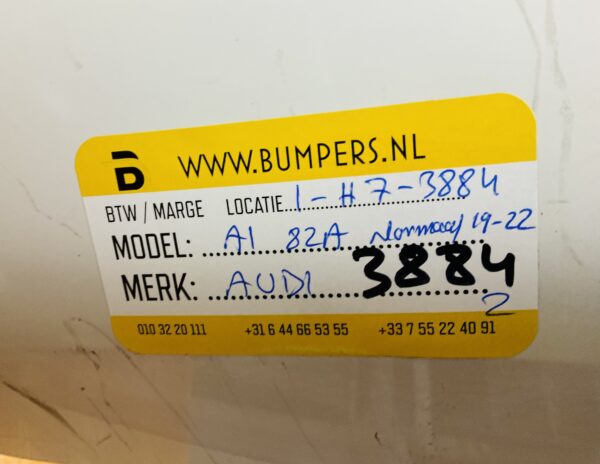 WWW.BUMPERS.NL
BTW / MARGE LOCATIE 1-H7-3884
MODEL: A1 82A Normaal 19-22
MERK: AUDI 3884
2
010 32 20 111 +31 6 44 66 53 55 +33 7 55 22 40 91